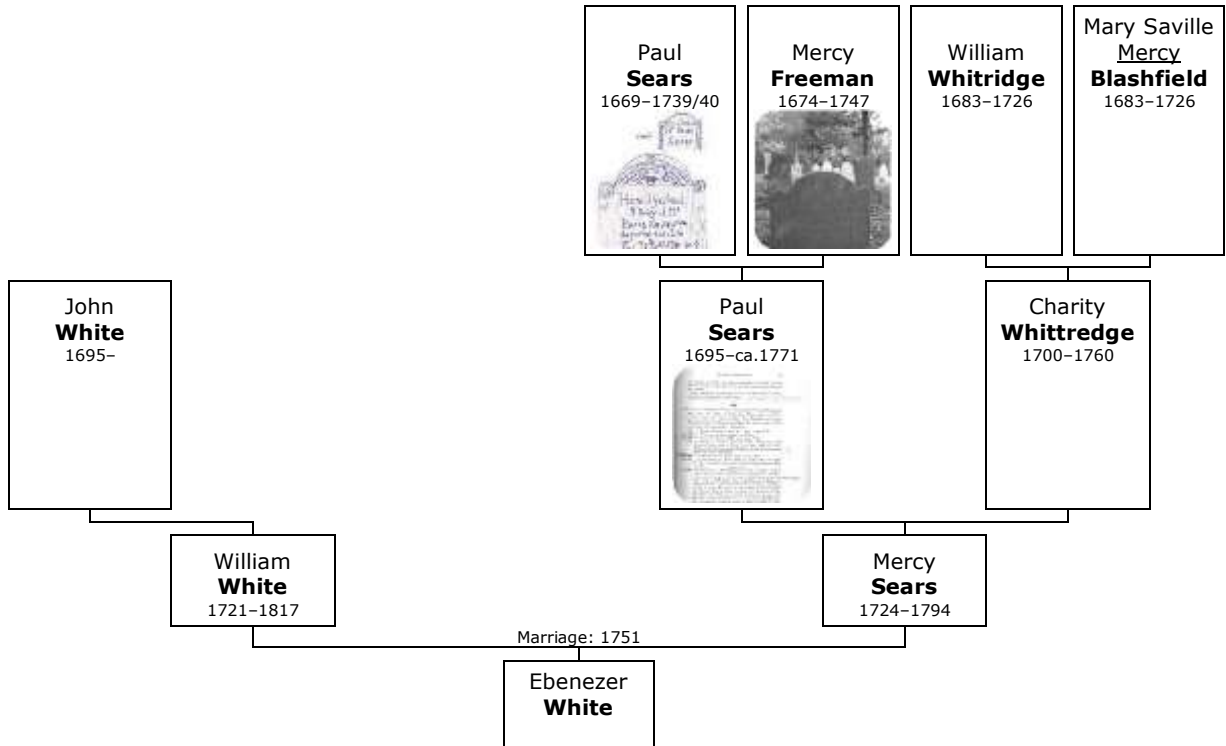 Paul
Sears
1669–1739/40
Mercy
Freeman
1674–1747
William
Whitridge
1683–1726
Mary Saville
Mercy
Blashfield
1683–1726
John
White
1695–
Paul
Sears
1695–ca.1771
Charity
Whittredge
1700–1760
William
White
1721–1817
Mercy
Sears
1724–1794
Marriage: 1751
Ebenezer
White